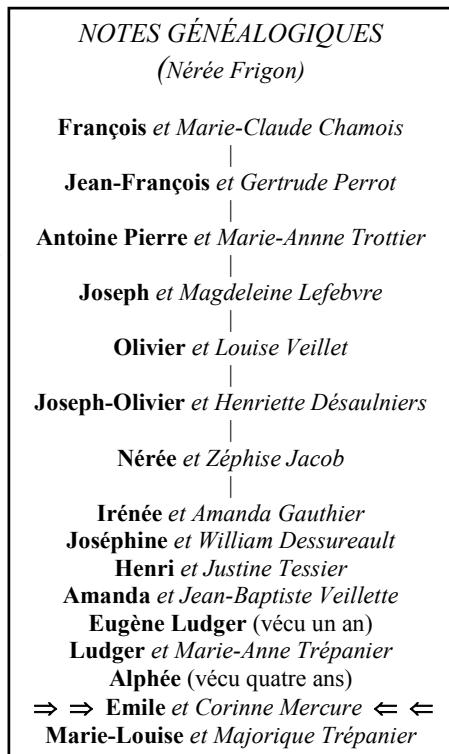 NOTES GÉNÉALOGIQUES
(Nérée Frigon)
François et Marie-Claude Chamois
|
Jean-François et Gertrude Perrot
|
Antoine Pierre et Marie-Annne Trottier
|
Joseph et Magdeleine Lefebvre
|
Olivier et Louise Veillet
|
Joseph-Olivier et Henriette Désaulniers
|
Nérée et Zéphise Jacob
|
Irénée et Amanda Gauthier
Joséphine et William Dessureault
Henri et Justine Tessier
Amanda et Jean-Baptiste Veillette
Eugène Ludger (vécu un an)
Ludger et Marie-Anne Trépanier
Alphée (vécu quatre ans)
⇒ ⇒ Emile et Corinne Mercure ⇐ ⇐
Marie-Louise et Majorique Trépanier